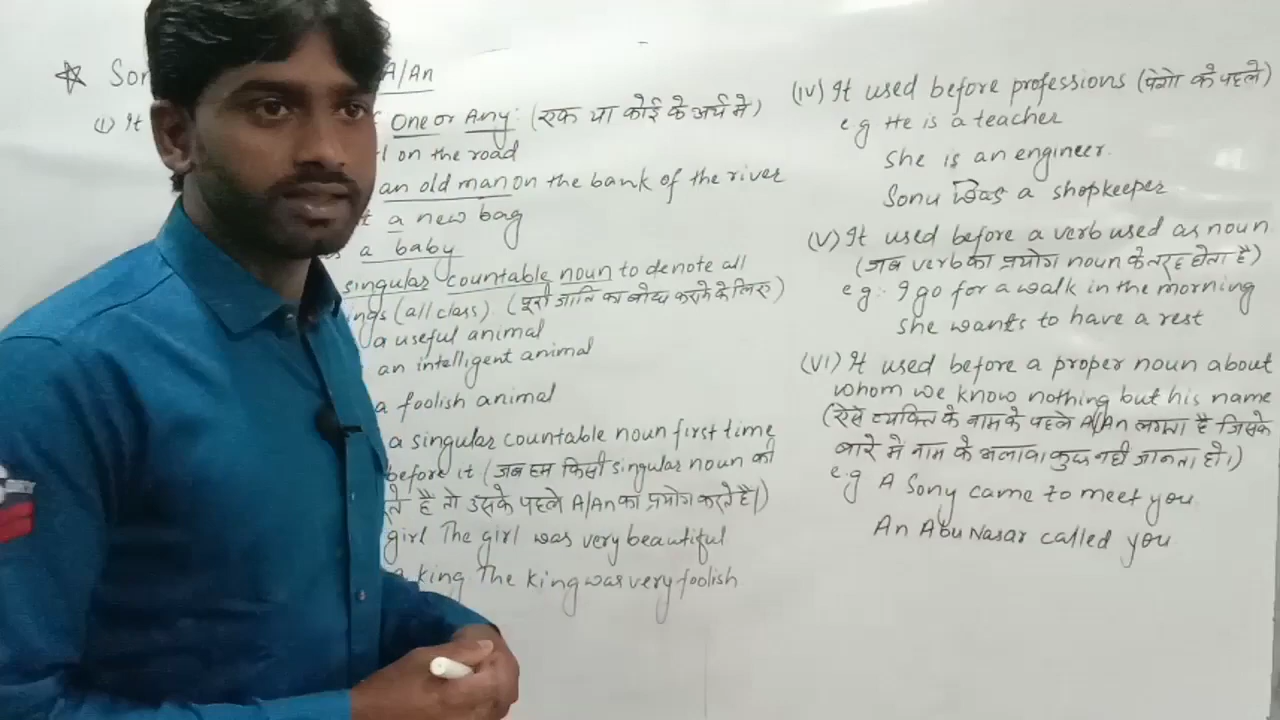 Som A/An
(I) It One or Any: (एक या कोई के अर्थ मे)
l on the road
an old man on the bank of the river
t a new bag
a baby
singular countable noun to denote all
ings (all class). (पूरी जाति का बोध कराने के लिए)
a useful animal
an intelligent animal
a foolish animal
a singular countable noun first time
before it (जब हम किसी singular noun की
ते है तो उसके पहले A/An का प्रयोग करते है।)
girl The girl was very beautiful
a king The king was very foolish
(IV) It used before professions (पेशो के पहले)
e g He is a teacher
She is an engineer.
Sonu was a shopkeeper
(V) It used before a verb used as noun
(जब verb का प्रयोग noun के तरह होता है)
e g:- I go for a walk in the morning
She wants to have a rest
(VI) It used before a proper noun about
whom we know nothing but his name
(ऐसे व्यक्ति के नाम के पहले A/An लगता है जिसके
बारे मे नाम के अलावा कुछ नही जानता हो।)
e.g A Sony came to meet you.
An Abu Nasar called you